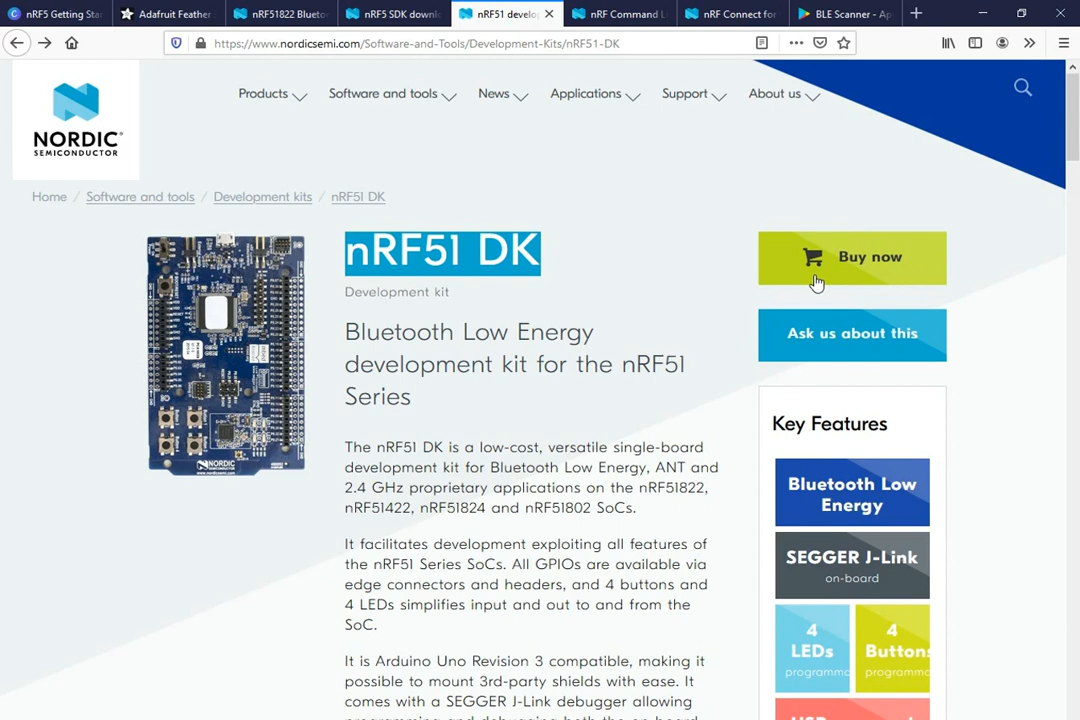 nRF5 Getting Star
Adafruit Feather
nRF51822 Blueto
nRF5 SDK downl
nRF51 develo
nRF Command L
nRF Connect for
BLE Scanner - Ap
https://www.nordicsemi.com/Software-and-Tools/Development-Kits/nRF51-DK
NORDIC
SEMICONDUCTOR
Products
Software and tools
News
Applications
Support
About us
Home / Software and tools / Development kits / nRF51 DK
nRF51 DK
Buy now
Development kit
Bluetooth Low Energy
development kit for the nRF51
Series
Ask us about this
The nRF51 DK is a low-cost, versatile single-board
development kit for Bluetooth Low Energy, ANT and
2.4 GHz proprietary applications on the nRF51822,
nRF51422, nRF51824 and nRF51802 SoCs.
It facilitates development exploiting all features of
the nRF51 Series SoCs. All GPIOs are available via
edge connectors and headers, and 4 buttons and
4 LEDs simplifies input and out to and from the
SoC.
It is Arduino Uno Revision 3 compatible, making it
possible to mount 3rd-party shields with ease. It
comes with a SEGGER J-Link debugger allowing
Key Features
Bluetooth Low
Energy
SEGGER J-Link
on-board
4
LEDs
programma
4
Buttons
programma
NORDIC